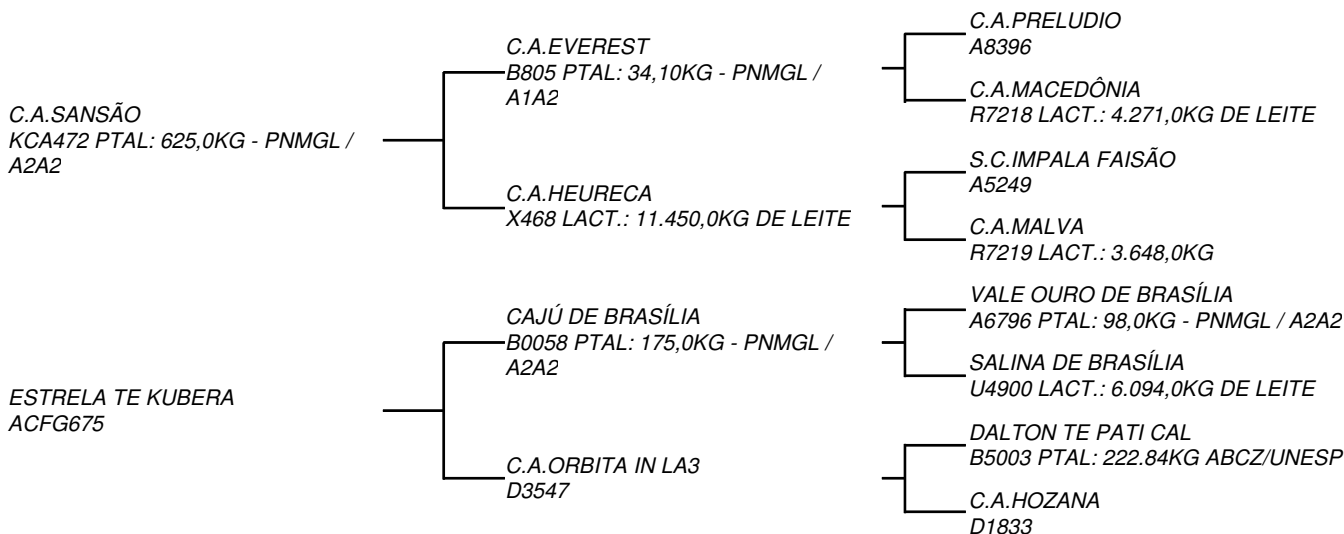 C.A.SANSÃO
KCA472 PTAL: 625,0KG - PNMGL /
A2A2
ESTRELA TE KUBERA
ACFG675
C.A.EVEREST
B805 PTAL: 34,10KG - PNMGL /
A1A2
C.A.HEURECA
X468 LACT.: 11.450,0KG DE LEITE
CAJÚ DE BRASÍLIA
B0058 PTAL: 175,0KG - PNMGL /
A2A2
C.A.ORBITA IN LA3
D3547
C.A.PRELUDIO
A8396
C.A.MACEDÔNIA
R7218 LACT.: 4.271,0KG DE LEITE
S.C.IMPALA FAISÃO
A5249
C.A.MALVA
R7219 LACT.: 3.648,0KG
VALE OURO DE BRASÍLIA
A6796 PTAL: 98,0KG - PNMGL / A2A2
SALINA DE BRASÍLIA
U4900 LACT.: 6.094,0KG DE LEITE
DALTON TE PATI CAL
B5003 PTAL: 222.84KG ABCZ/UNESP
C.A.HOZANA
D1833